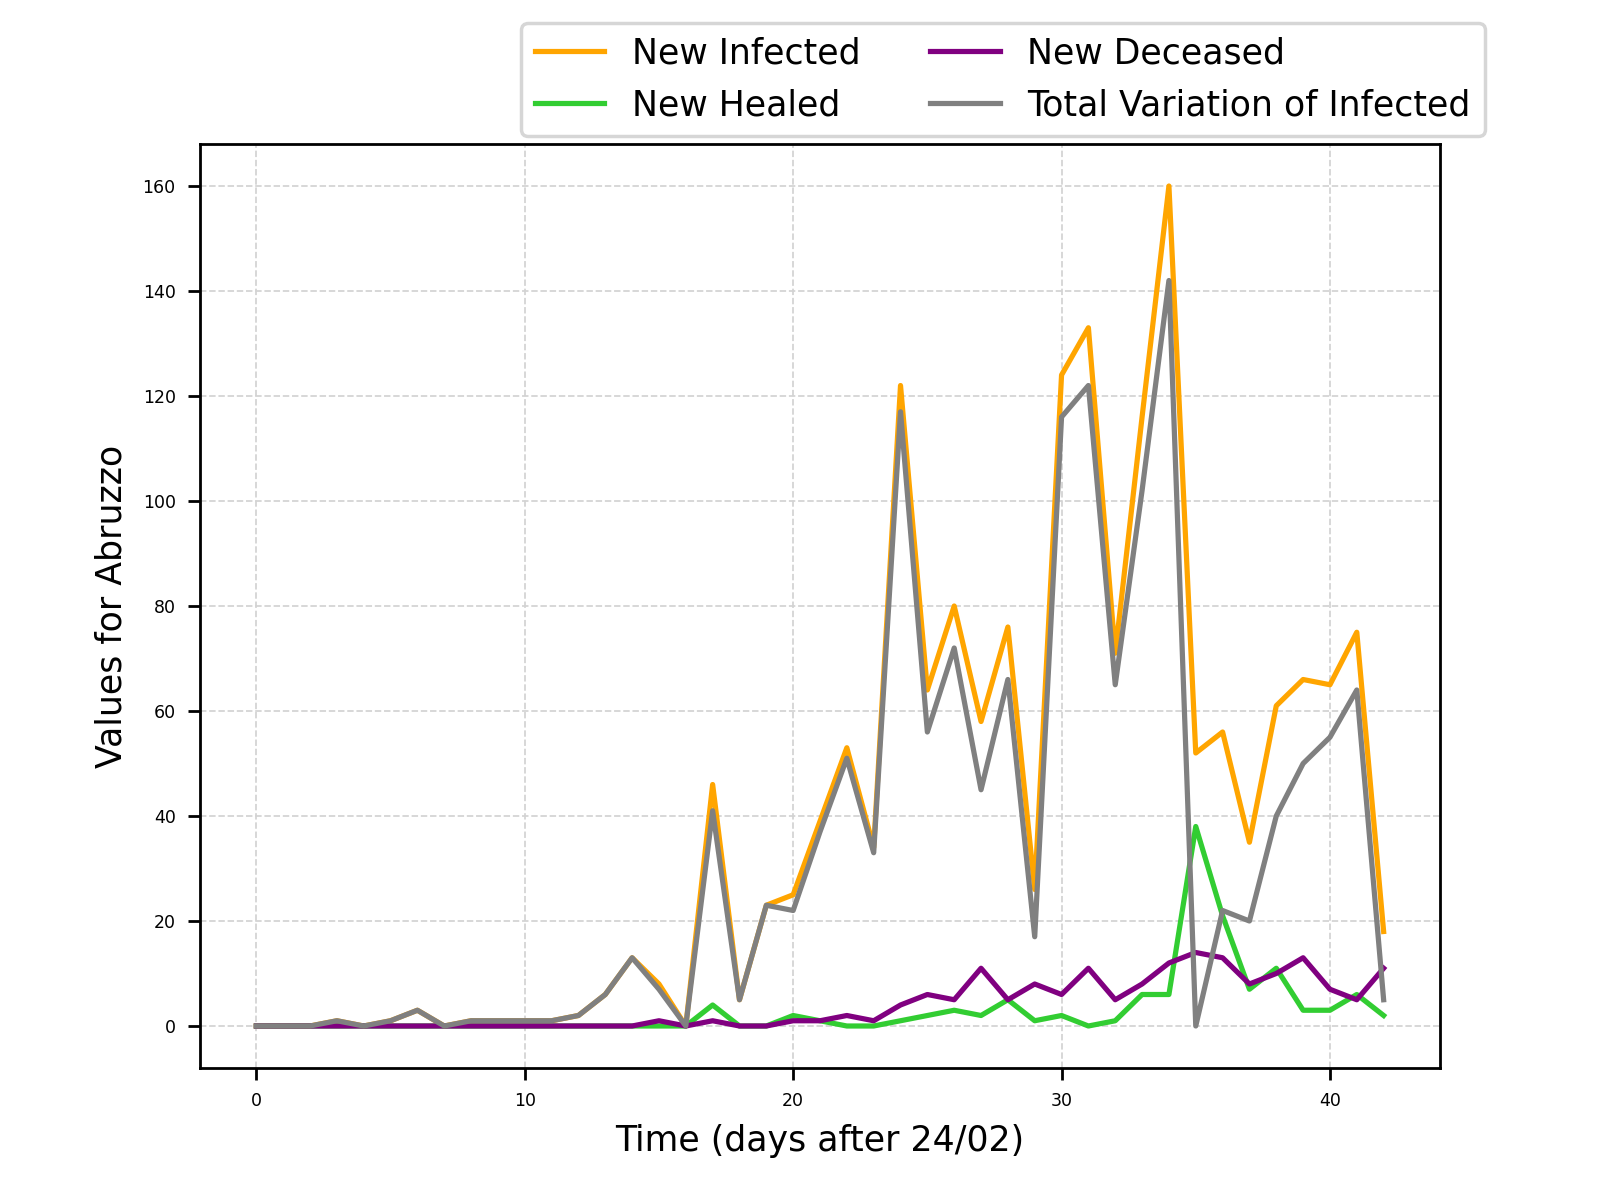 New Infected
New Healed
New Deceased
Total Variation of Infected
160
140
120
100
80
60
40
20
0
Values for Abruzzo
0 10 20 30 40
Time (days after 24/02)